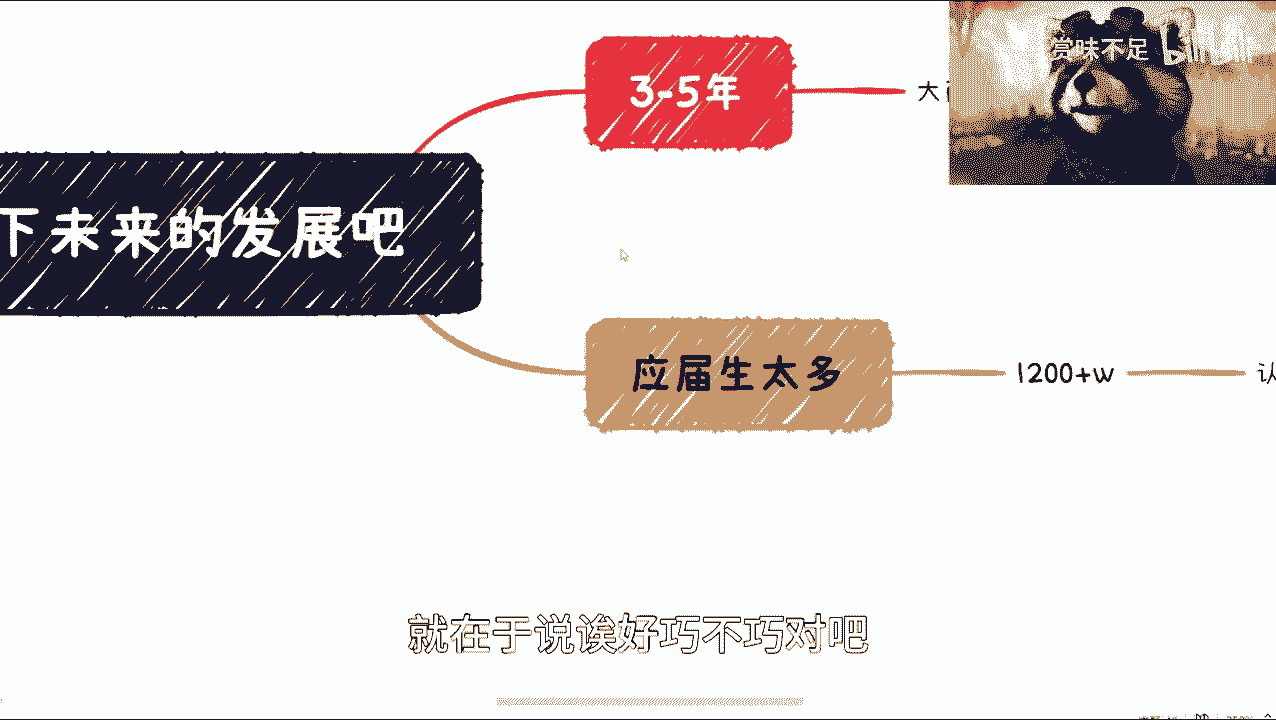 3-5年
大
赏味不足
bilibili
下未来的发展吧
应届生太多
1200+w
认
就在于说诶好巧不巧对吧